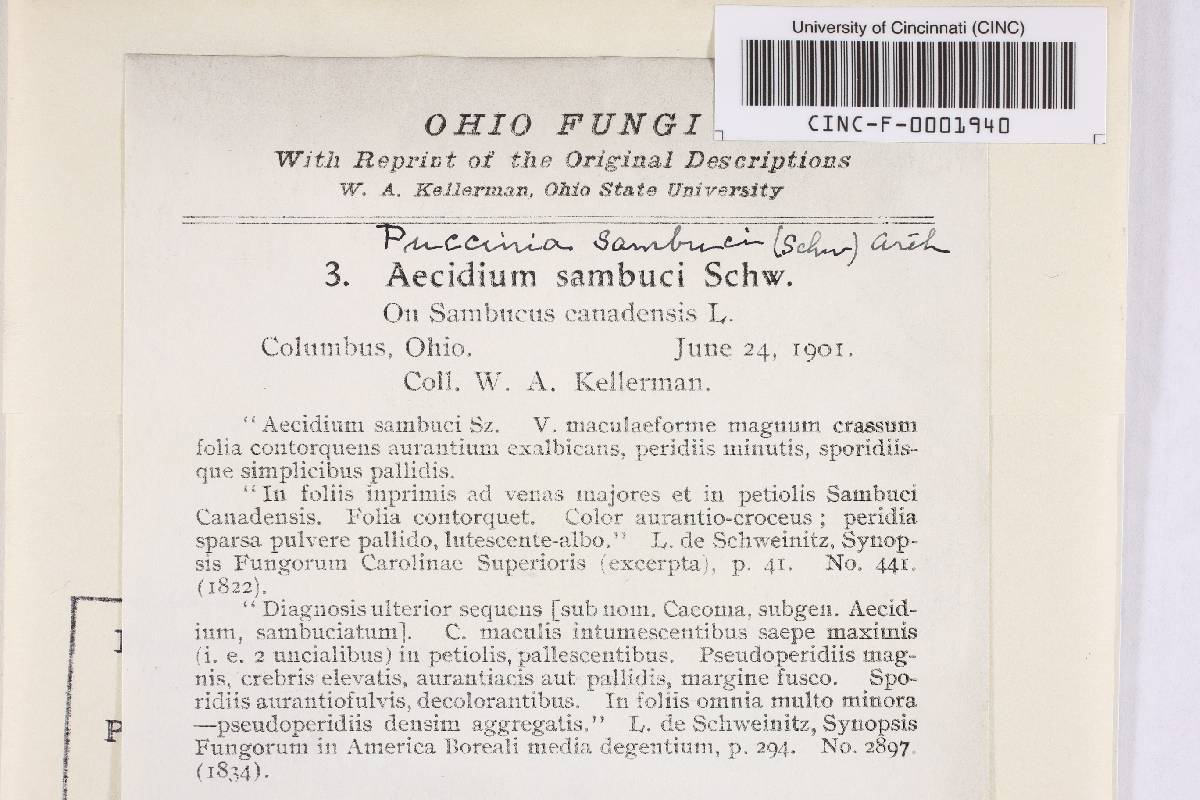 University of Cincinnati (CINC)
CINC-F-0001940
OHIO FUNGI
With Reprint of the Original Descriptions
W. A. Kellerman, Ohio State University
Puccinia sambuci (Schw) Arth
3. Aecidium sambuci Schw.
On Sambucus canadensis L.
Columbus, Ohio. June 24, 1901.
Coll. W. A. Kellerman.
"Aecidium sambuci Sz. V. maculaeforme magnum crassum
folia contorquens aurantium exalbicans, peridiis minutis, sporidiis-
que simplicibus pallidis.
"In foliis inprimis ad venas majores et in petiolis Sambuci
Canadensis. Folia contorquet. Color aurantio-croceus; peridia
sparsa pulvere pallido, lutescente-albo." L. de Schweinitz, Synop-
sis Fungorum Carolinae Superioris (excerpta), p. 41. No. 441.
(1822).
"Diagnosis ulterior sequens [sub nom. Caeoma, subgen. Aecid-
ium, sambuciatum]. C. maculis intumescentibus saepe maximis
(i. e. 2 uncialibus) in petiolis, pallescentibus. Pseudoperidiis mag-
nis, crebris elevatis, aurantiacis aut pallidis, margine fusco. Spo-
ridiis aurantiofulvis, decolorantibus. In foliis omnia multo minora
—pseudoperidiis densim aggregatis." L. de Schweinitz, Synopsis
Fungorum in America Boreali media degentium, p. 294. No. 2897.
(1834).